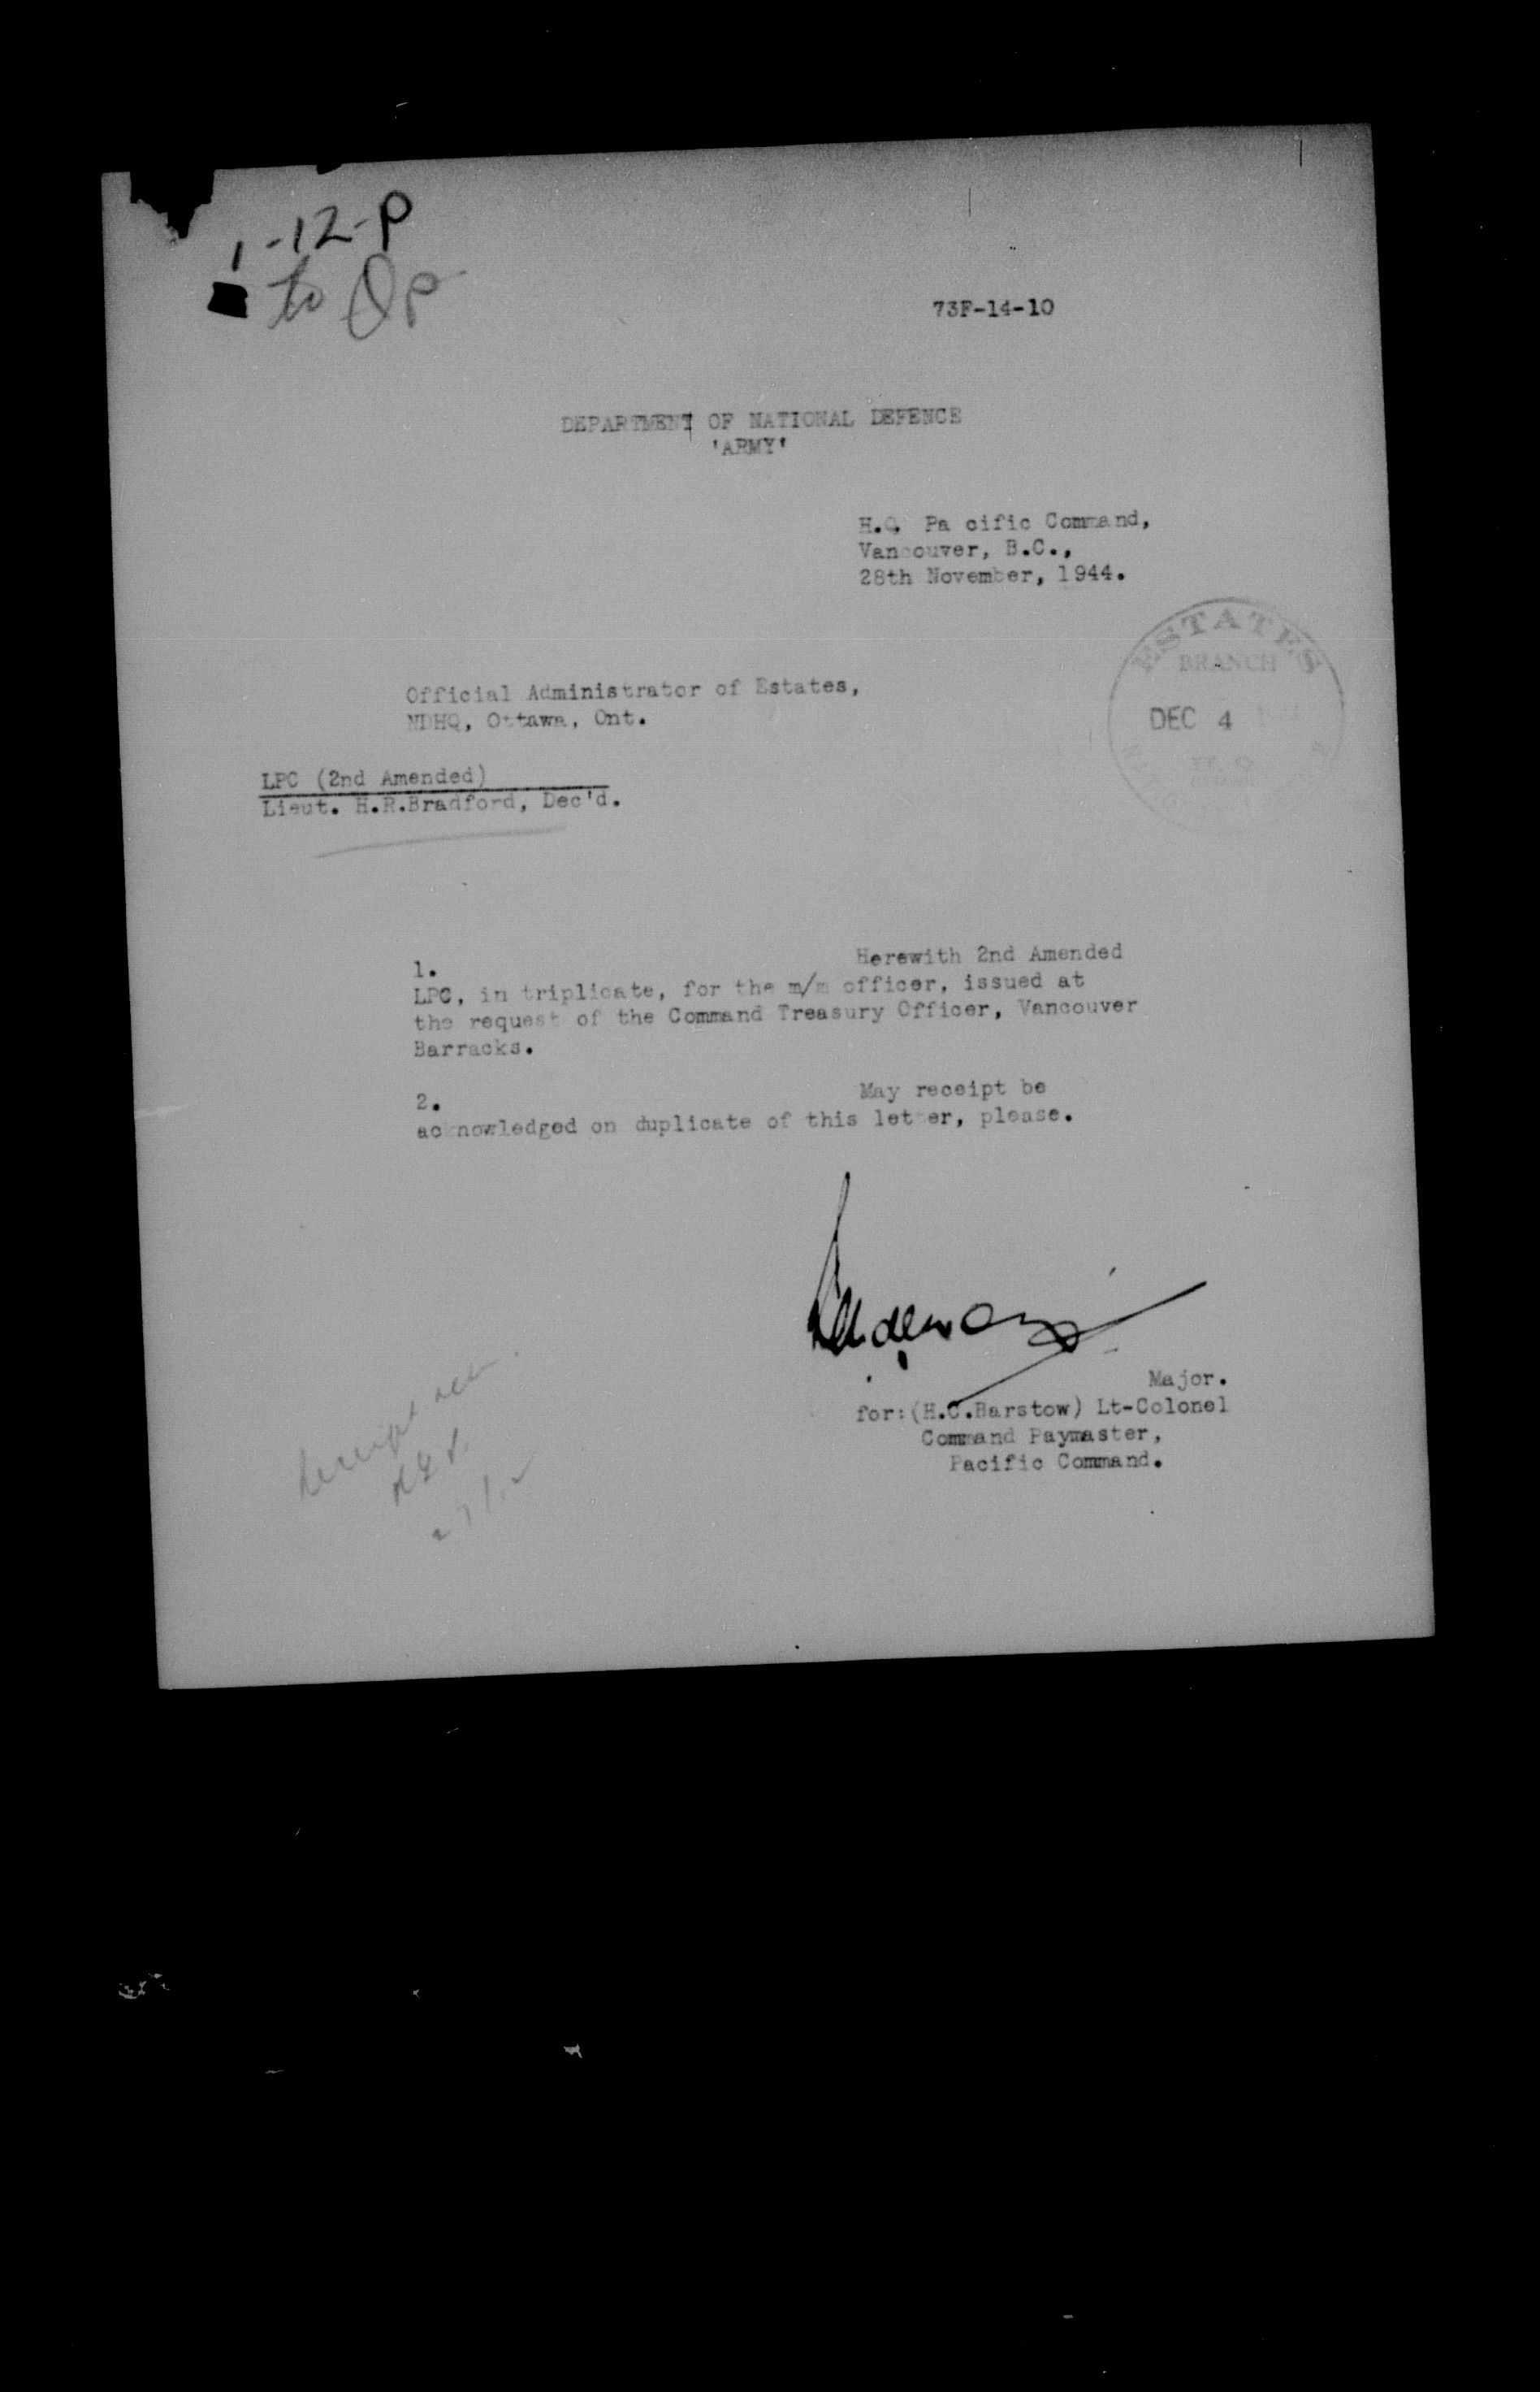 1-12-P
to
73F-14-10
DEPARTMENT OF NATIONAL DEFENCE
'ARMY'
H.Q. Pa cific Command,
Vancouver, B.C.,
28th November, 1944.
ESTATES
BRANCH
DEC 4
Official Administrator of Estates,
NDHQ, Ottawa, Ont.
LPC (2nd Amended)
Lieut. H.R.Bradford, Dec'd.
1. Herewith 2nd Amended
LPC, in triplicate, for the m/m officer, issued at
the request of the Command Treasury Officer, Vancouver
Barracks.
2. May receipt be
acknowledged on duplicate of this letter, please.
Major.
for:(H.C.Barstow) Lt-Colonel
Command Paymaster,
Pacific Command.